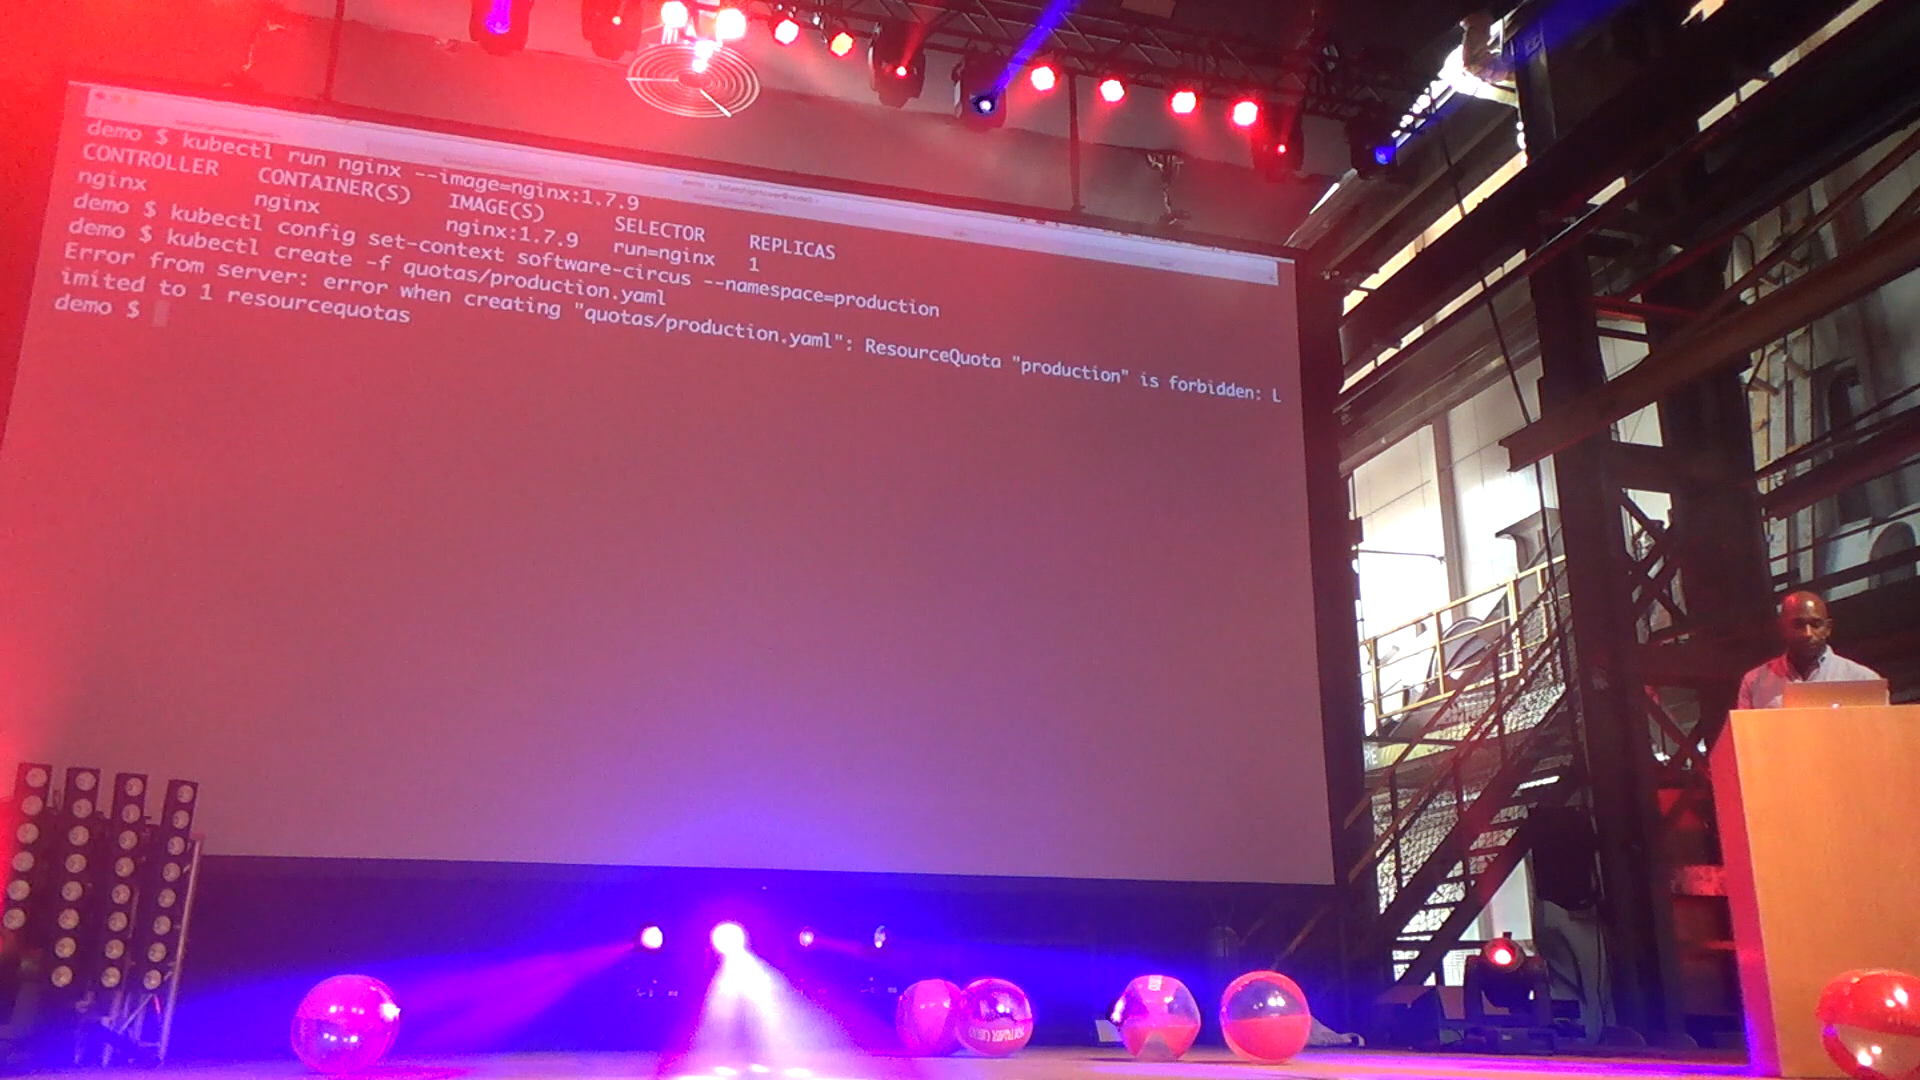 demo $ kubectl run nginx --image=nginx:1.7.9
CONTROLLER CONTAINER(S) IMAGE(S) SELECTOR REPLICAS
nginx nginx nginx:1.7.9 run=nginx 1
demo $ kubectl config set-context software-circus --namespace=production
demo $ kubectl create -f quotas/production.yaml
Error from server: error when creating "quotas/production.yaml": ResourceQuota "production" is forbidden: L
imited to 1 resourcequotas
demo $